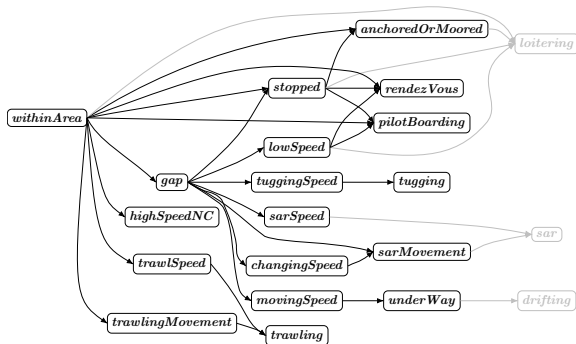 anchoredOrMoored
loitering
stopped
rendezVous
withinArea
pilotBoarding
lowSpeed
gap
tuggingSpeed
tugging
highSpeedNC
sarSpeed
sar
sarMovement
trawlSpeed
changingSpeed
movingSpeed
underWay
drifting
trawlingMovement
trawling